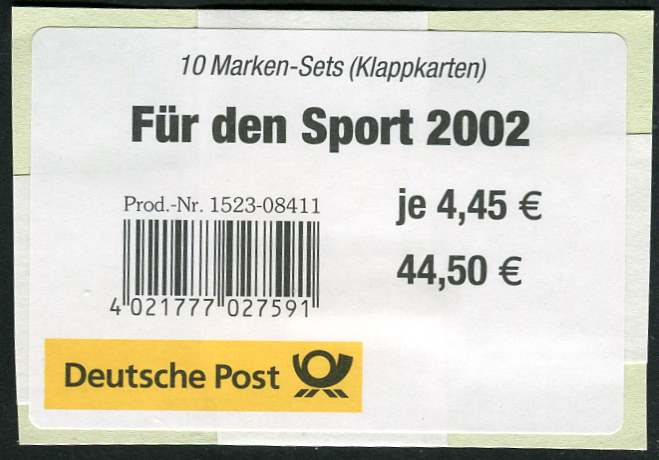 10 Marken-Sets (Klappkarten)
Für den Sport 2002
Prod.-Nr. 1523-08411
je 4,45 €
44,50 €
4 021777 027591
Deutsche Post